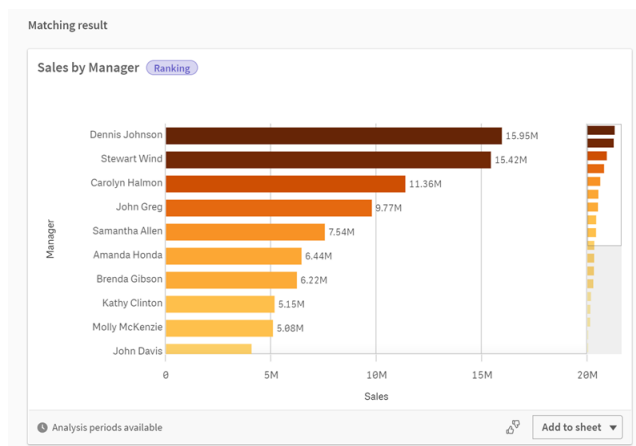 Matching result
Sales by Manager Ranking
Dennis Johnson 15.95M
Stewart Wind 15.42M
Carolyn Halmon 11.36M
John Greg 9.77M
Samantha Allen 7.54M
Amanda Honda 6.44M
Brenda Gibson 6.22M
Kathy Clinton 5.15M
Molly McKenzie 5.08M
John Davis
Manager
0 5M 10M 15M 20M
Sales
Analysis periods available
Add to sheet